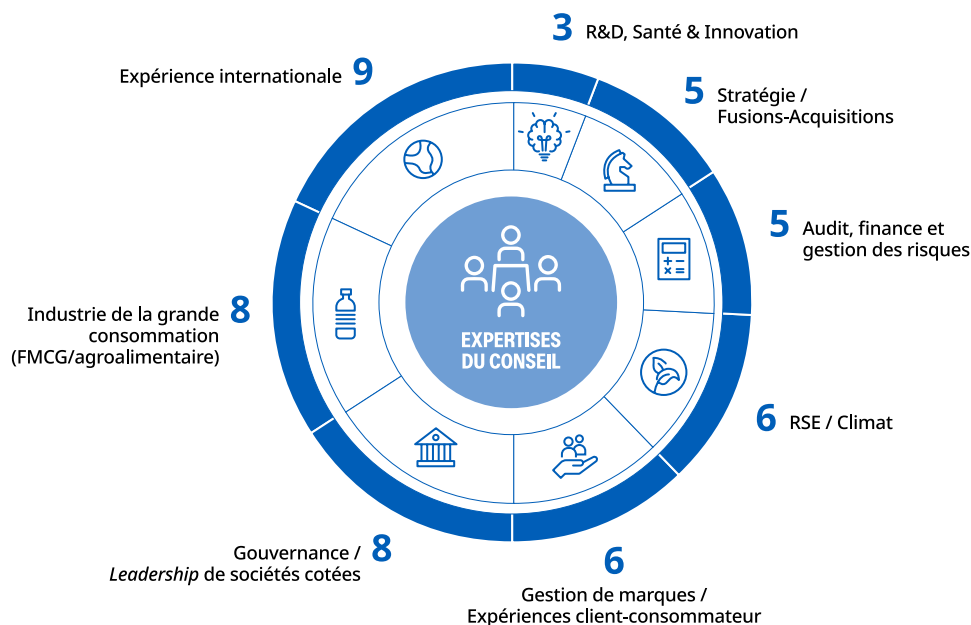 3 R&D, Santé & Innovation
5 Stratégie /
Fusions-Acquisitions
5 Audit, finance et
gestion des risques
6 RSE / Climat
6
Gestion de marques /
Expériences client-consommateur
8 Gouvernance /
Leadership de sociétés cotées
8 Industrie de la grande
consommation
(FMCG/agroalimentaire)
Expérience internationale 9
EXPERTISES
DU CONSEIL